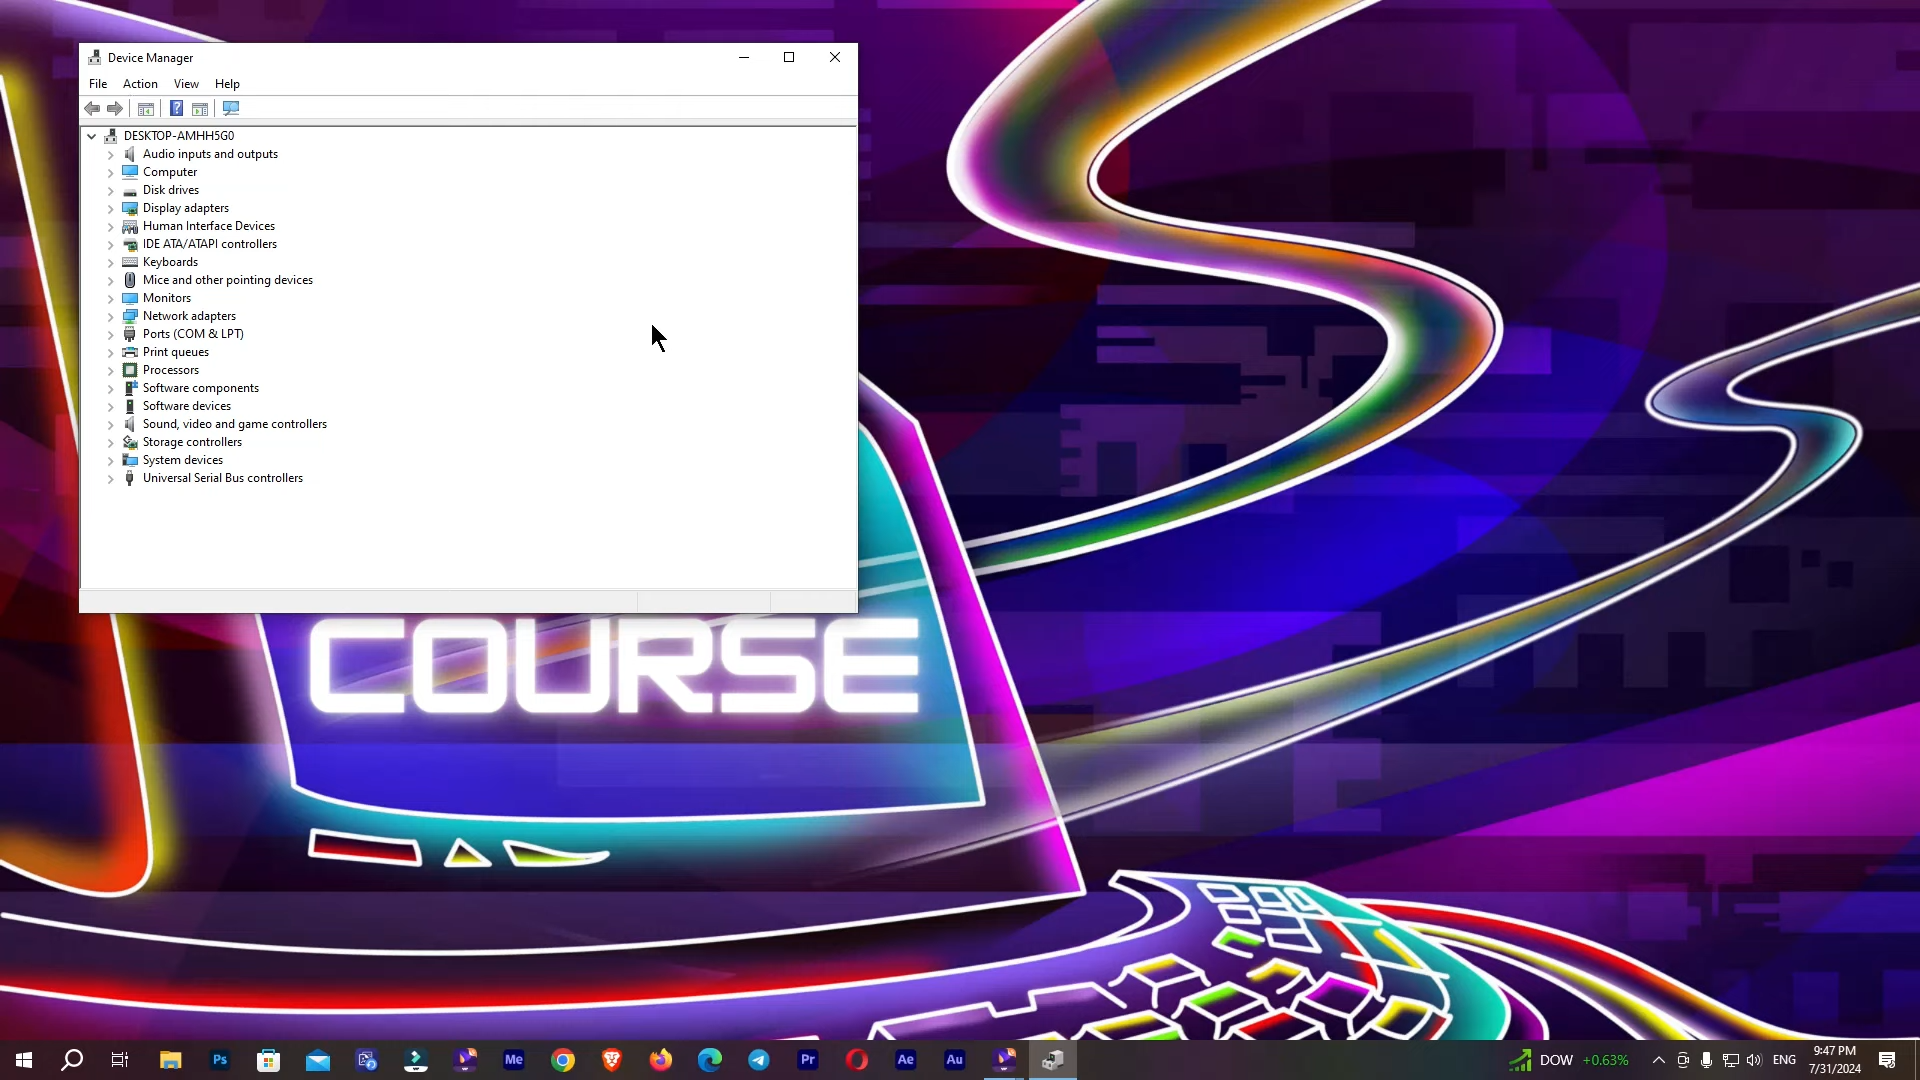 Device Manager
File Action View Help
DESKTOP-AMHH5G0
Audio inputs and outputs
Computer
Disk drives
Display adapters
Human Interface Devices
IDE ATA/ATAPI controllers
Keyboards
Mice and other pointing devices
Monitors
Network adapters
Ports (COM & LPT)
Print queues
Processors
Software components
Software devices
Sound, video and game controllers
Storage controllers
System devices
Universal Serial Bus controllers
COURSE
Ps
Me
Pr
Ae
Au
DOW +0.63%
ENG
9:47 PM
7/31/2024